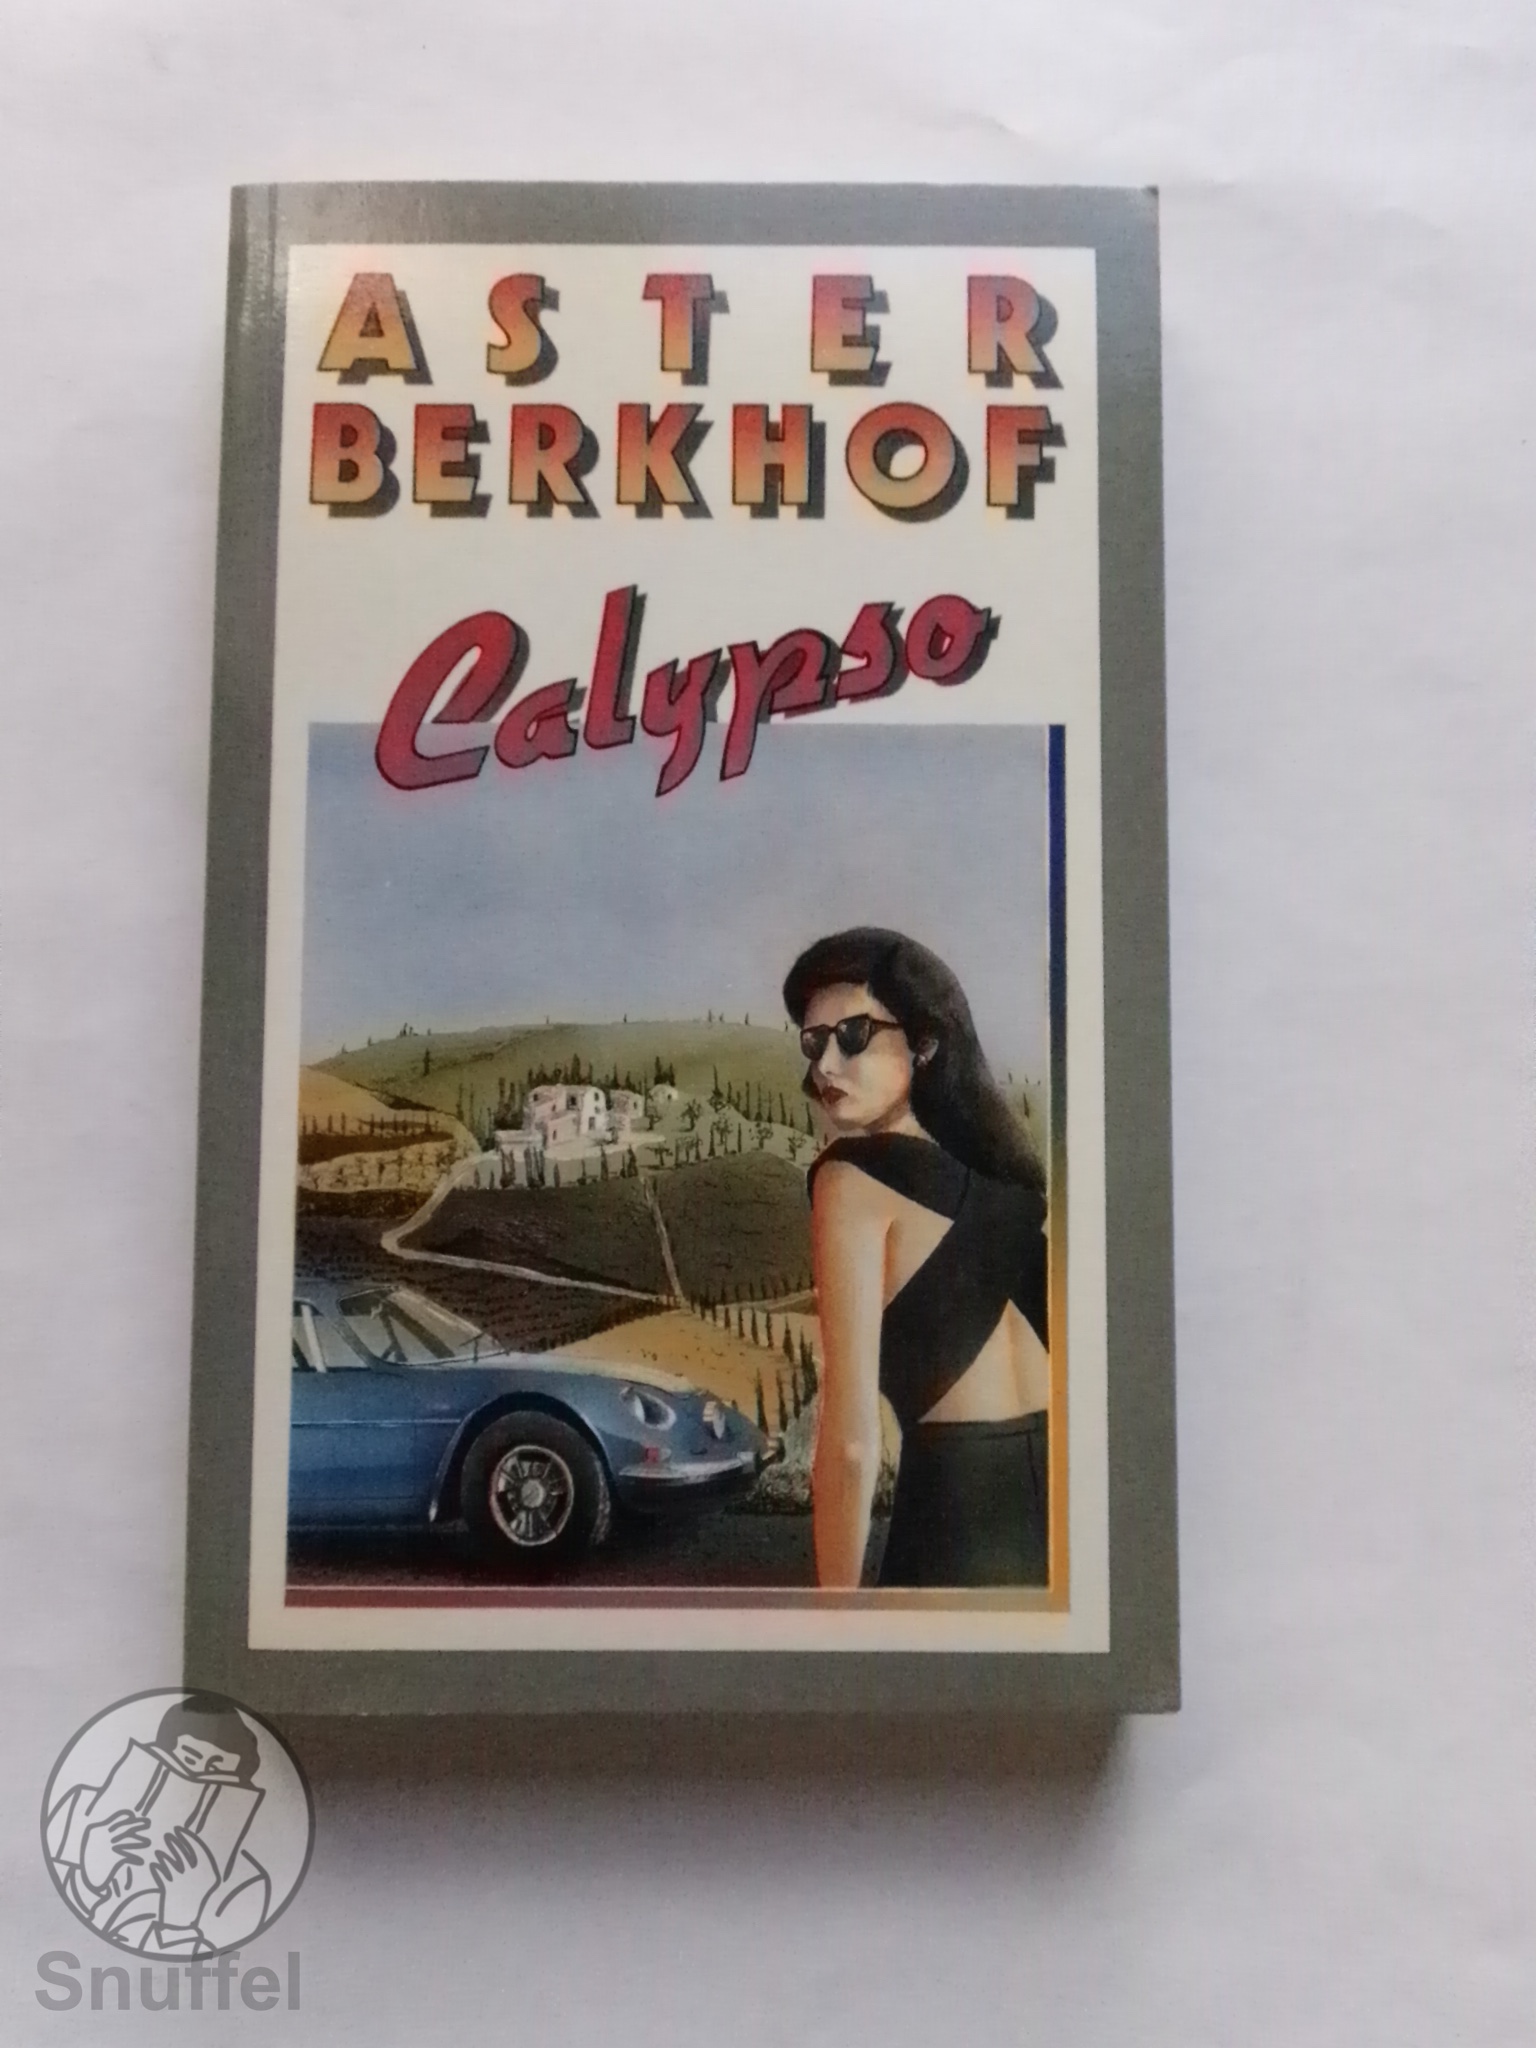 ASTER
BERKHOF
Calypso
Snuffel